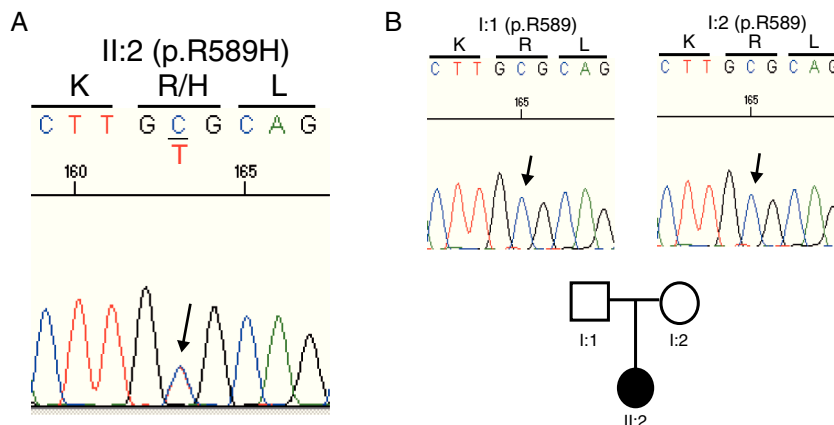 A
II:2 (p.R589H)
K R/H L
C T T G C G C A G
T
160 165
B
I:1 (p.R589)
K R L
C T T G C G C A G
165
I:2 (p.R589)
K R L
C T T G C G C A G
165
I:1 I:2
II:2